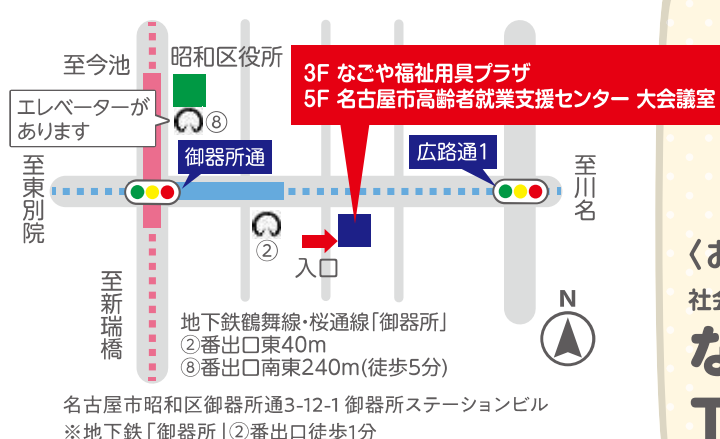 至今池
昭和区役所
3F なごや福祉用具プラザ
5F 名古屋市高齢者就業支援センター 大会議室
エレベーターが
あります
⑧
御器所通
広路通1
至東別院
至川名
②
入口
至新瑞橋
N
地下鉄鶴舞線・桜通線「御器所」
②番出口東40m
⑧番出口南東240m(徒歩5分)
名古屋市昭和区御器所通3-12-1 御器所ステーションビル
※地下鉄「御器所」②番出口徒歩1分
〈お
社会
な
T